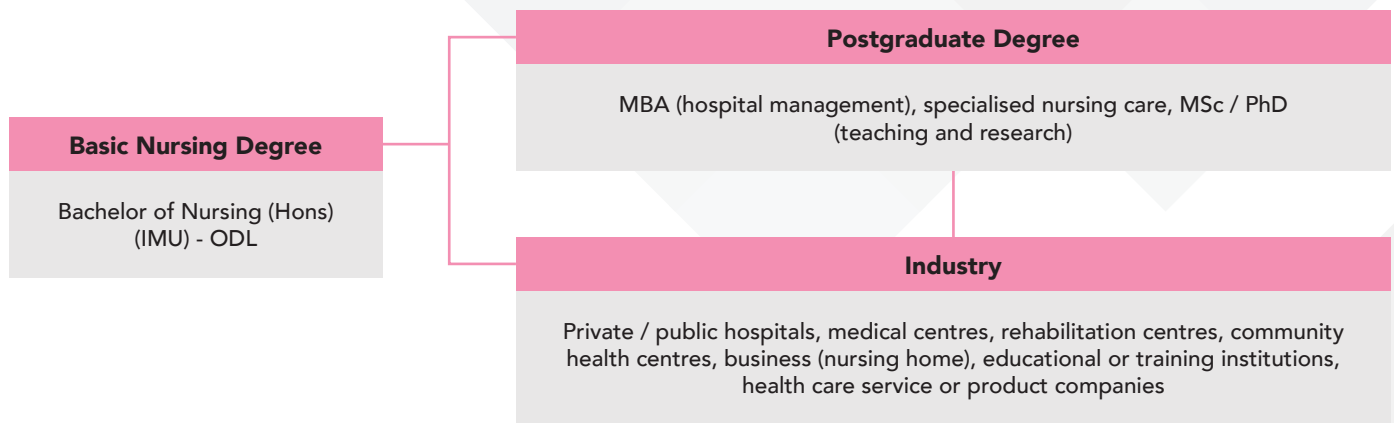 Basic Nursing Degree
Bachelor of Nursing (Hons)
(IMU) - ODL
Postgraduate Degree
MBA (hospital management), specialised nursing care, MSc / PhD
(teaching and research)
Industry
Private / public hospitals, medical centres, rehabilitation centres, community
health centres, business (nursing home), educational or training institutions,
health care service or product companies